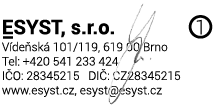 ESYST, s.r.o. ①
Vídeňská 101/119, 619 00 Brno
Tel: +420 541 233 424
IČO: 28345215 DIČ: CZ28345215
www.esyst.cz, esyst@esyst.cz